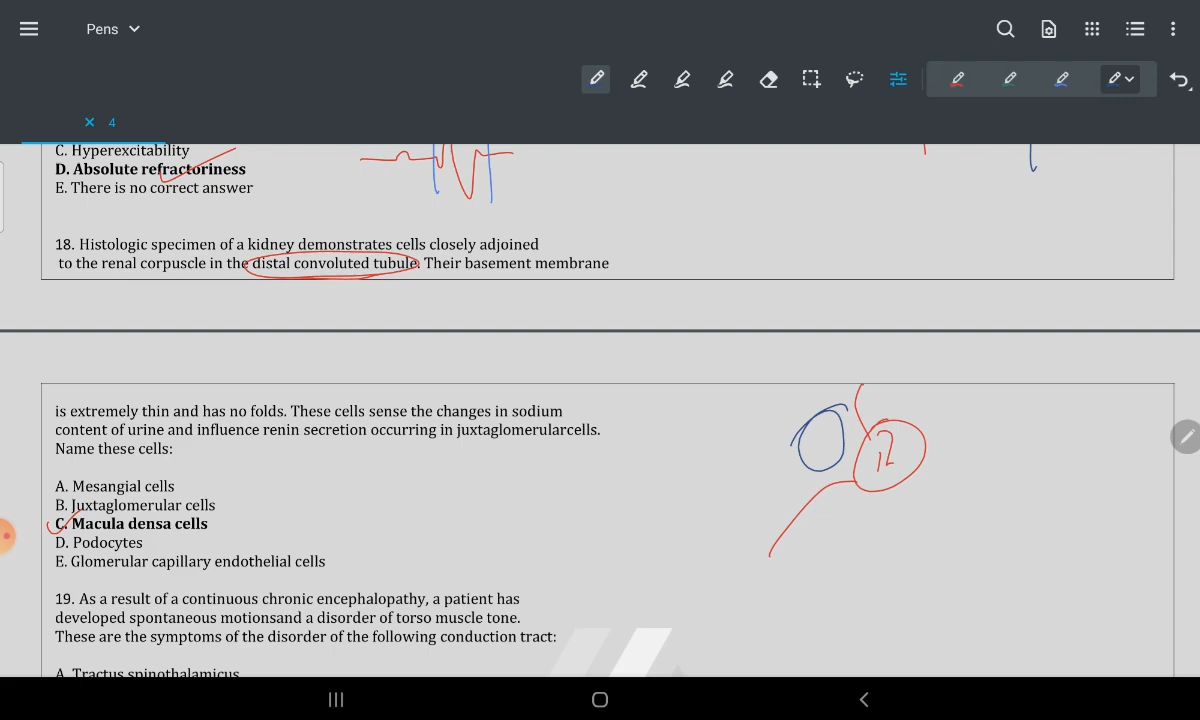 Pens
4
C. Hyperexcitability
D. Absolute refractoriness
E. There is no correct answer
18. Histologic specimen of a kidney demonstrates cells closely adjoined
to the renal corpuscle in the distal convoluted tubule. Their basement membrane
is extremely thin and has no folds. These cells sense the changes in sodium
content of urine and influence renin secretion occurring in juxtaglomerularcells.
Name these cells:
A. Mesangial cells
B. Juxtaglomerular cells
C. Macula densa cells
D. Podocytes
E. Glomerular capillary endothelial cells
19. As a result of a continuous chronic encephalopathy, a patient has
developed spontaneous motionsand a disorder of torso muscle tone.
These are the symptoms of the disorder of the following conduction tract:
A. Tractus spinothalamicus